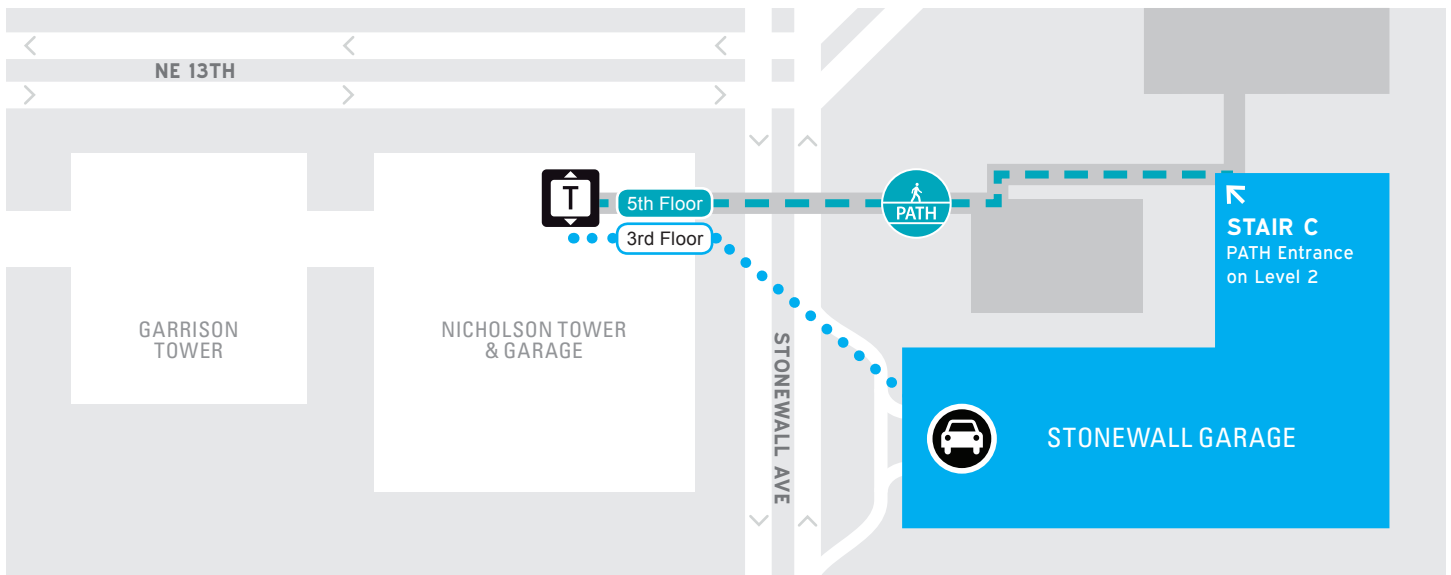 NE 13TH
T
5th Floor
PATH
3rd Floor
STAIR C
PATH Entrance
on Level 2
GARRISON
TOWER
NICHOLSON TOWER
& GARAGE
STONEWALL AVE
STONEWALL GARAGE